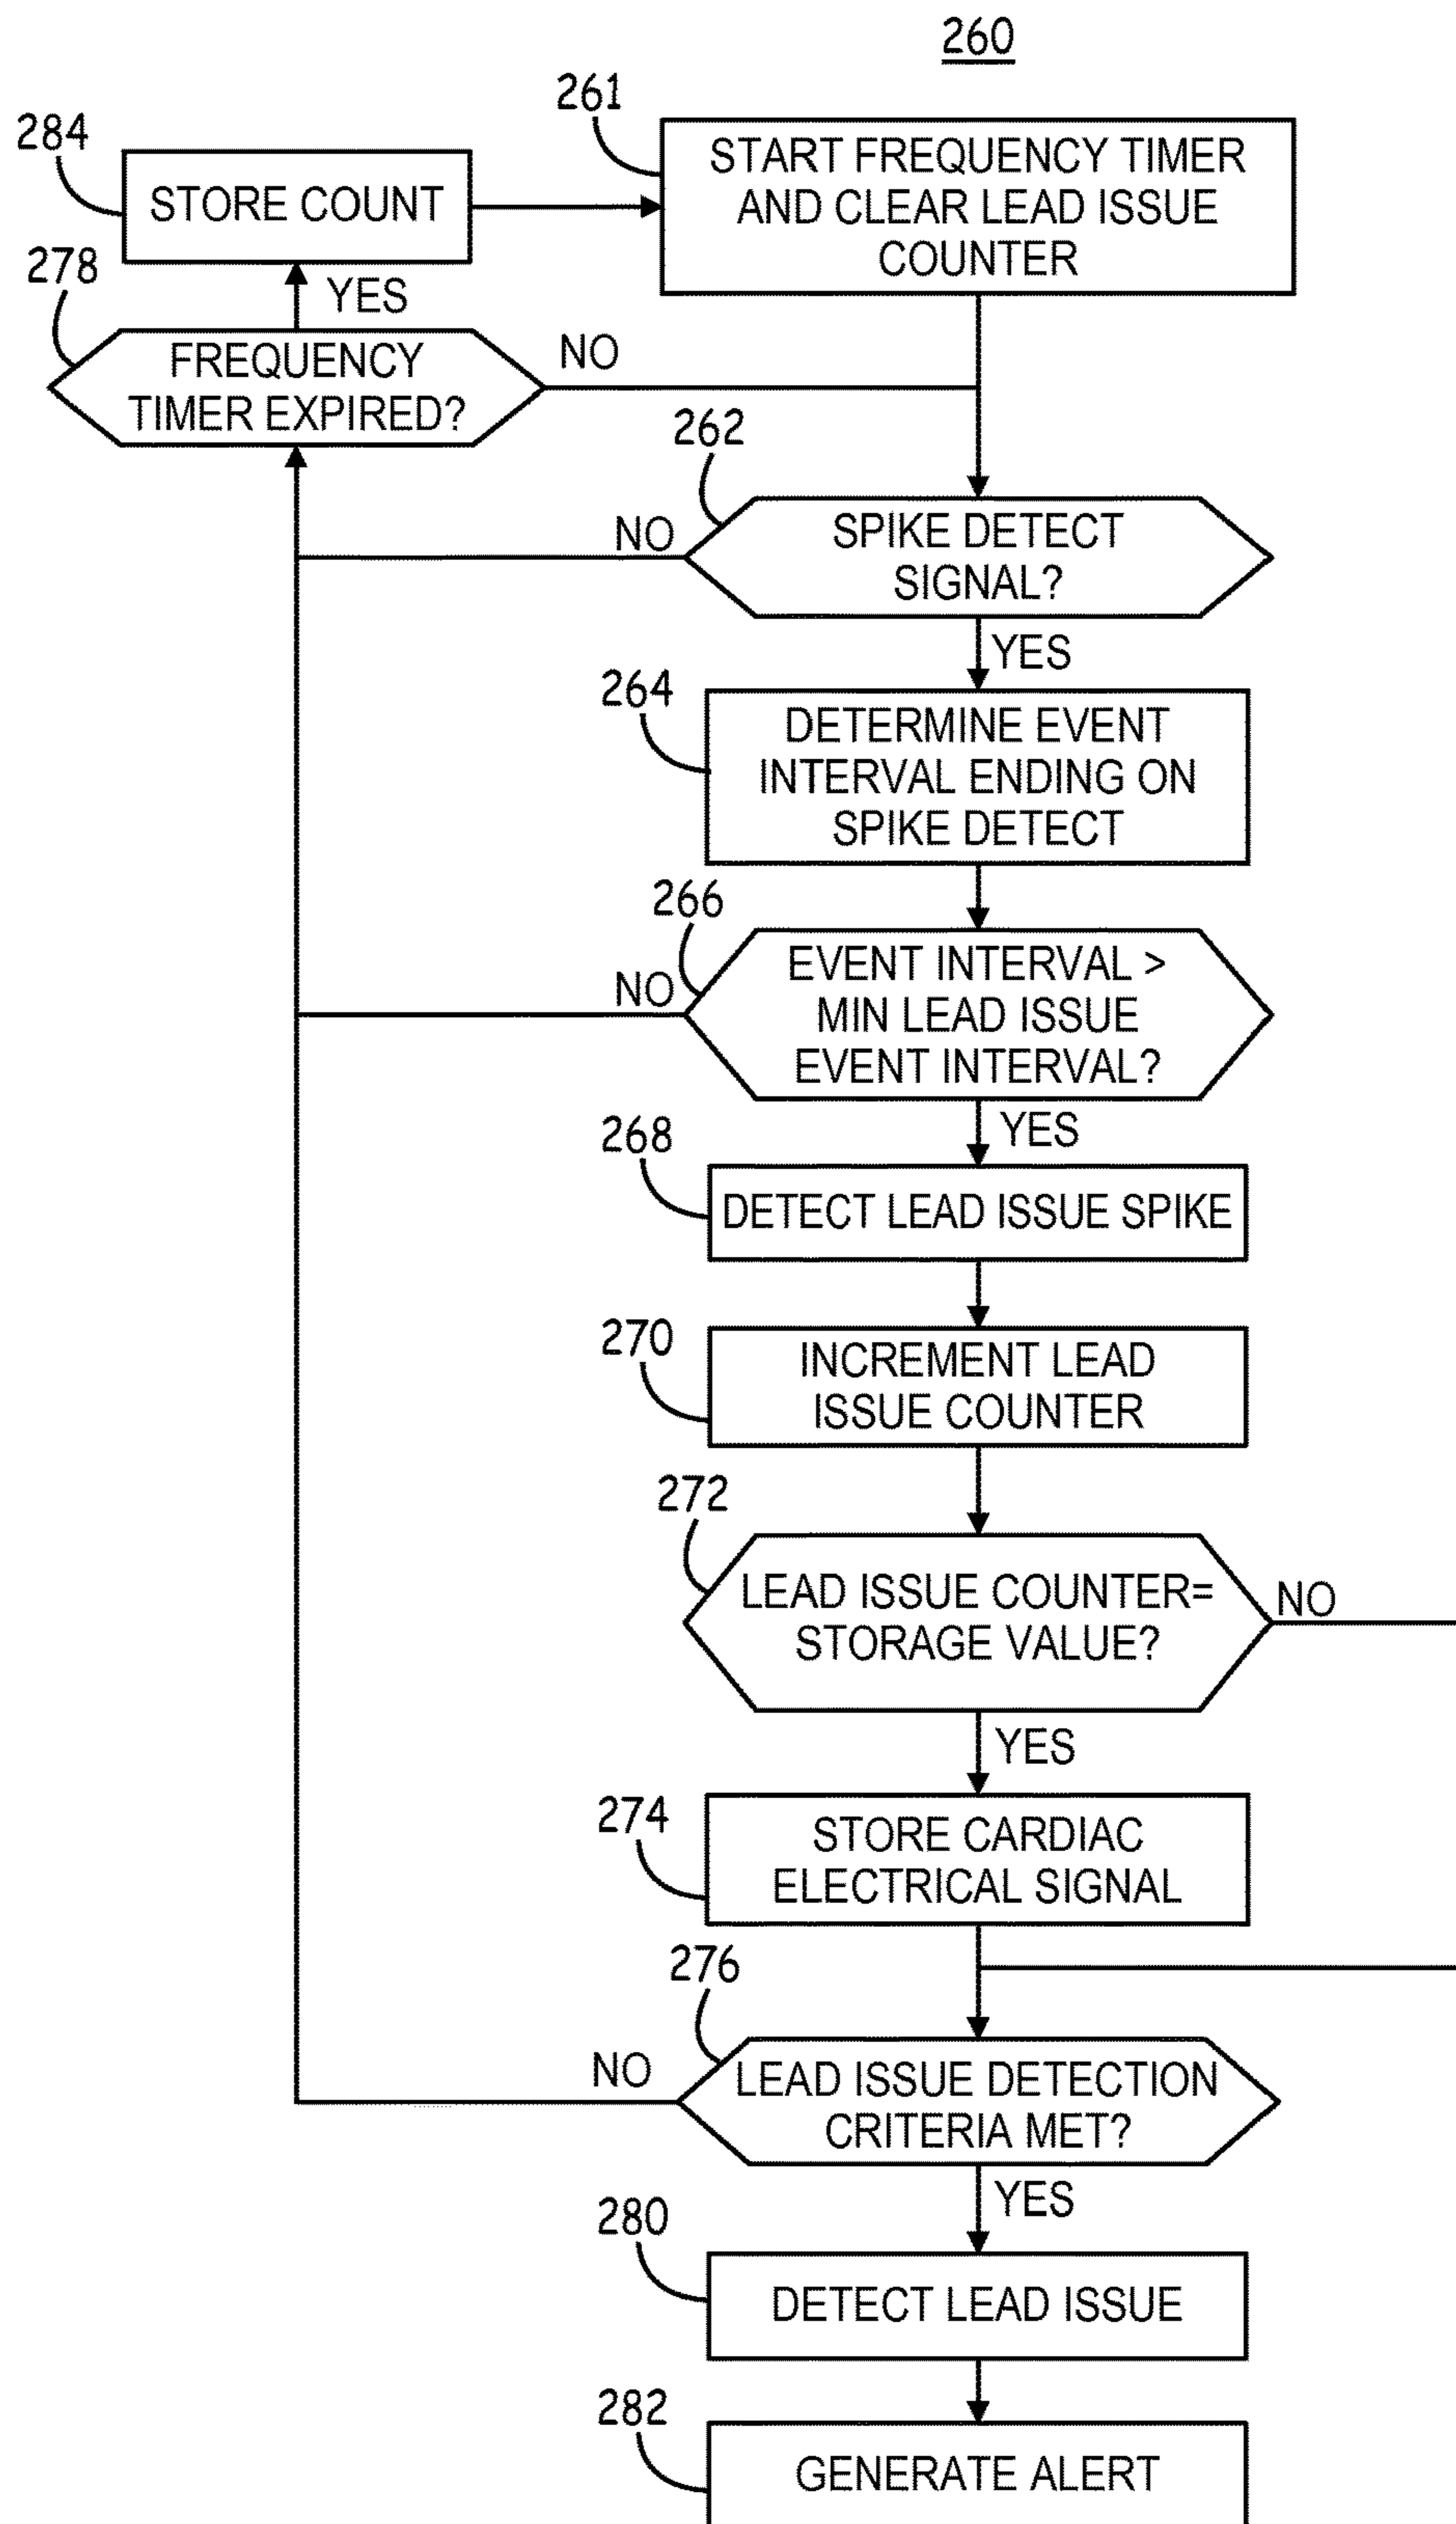 260
261
START FREQUENCY TIMER
AND CLEAR LEAD ISSUE
COUNTER
284
STORE COUNT
278
YES
FREQUENCY
TIMER EXPIRED?
NO
262
NO
SPIKE DETECT
SIGNAL?
YES
264
DETERMINE EVENT
INTERVAL ENDING ON
SPIKE DETECT
266
NO
EVENT INTERVAL >
MIN LEAD ISSUE
EVENT INTERVAL?
YES
268
DETECT LEAD ISSUE SPIKE
270
INCREMENT LEAD
ISSUE COUNTER
272
LEAD ISSUE COUNTER=
STORAGE VALUE?
NO
YES
274
STORE CARDIAC
ELECTRICAL SIGNAL
276
NO
LEAD ISSUE DETECTION
CRITERIA MET?
YES
280
DETECT LEAD ISSUE
282
GENERATE ALERT